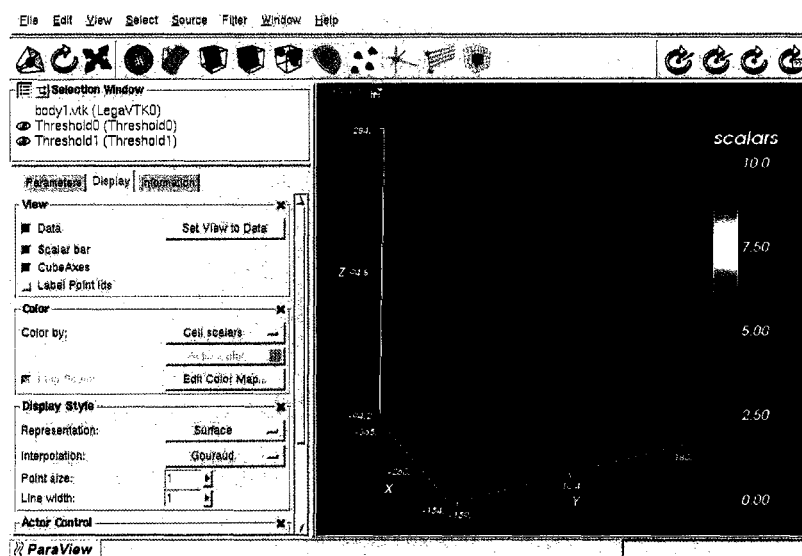 File Edit View Select Source Filter Window Help
Selection Window
body1.vtk (LegaVTK0)
Threshold0 (Threshold0)
Threshold1 (Threshold1)
Parameters Display Information
View
Data Set View to Data
Scalar bar
CubeAxes
Label Point Ids
Color
Color by: Cell scalars
Edit Color Map...
Display Style
Representation: Surface
Interpolation: Gouraud
Point size: 1
Line width: 1
Actor Control
ParaView
284.
Z
X
-154.
-150.
Y
scalars
10.0
7.50
5.00
2.50
0.00